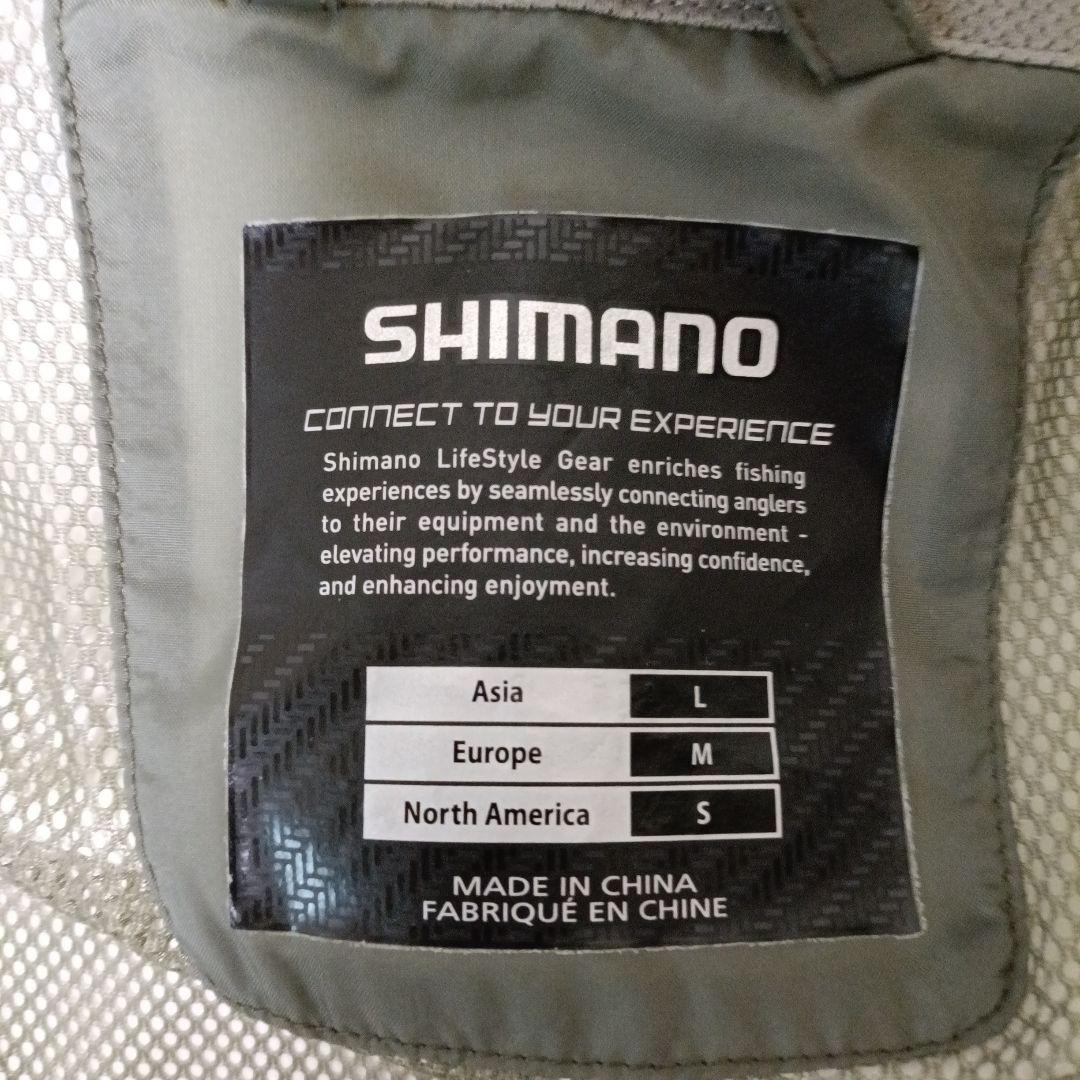 SHIMANO
CONNECT TO YOUR EXPERIENCE
Shimano LifeStyle Gear enriches fishing
experiences by seamlessly connecting anglers
to their equipment and the environment -
elevating performance, increasing confidence,
and enhancing enjoyment.
Asia L
Europe M
North America S
MADE IN CHINA
FABRIQUÉ EN CHINE